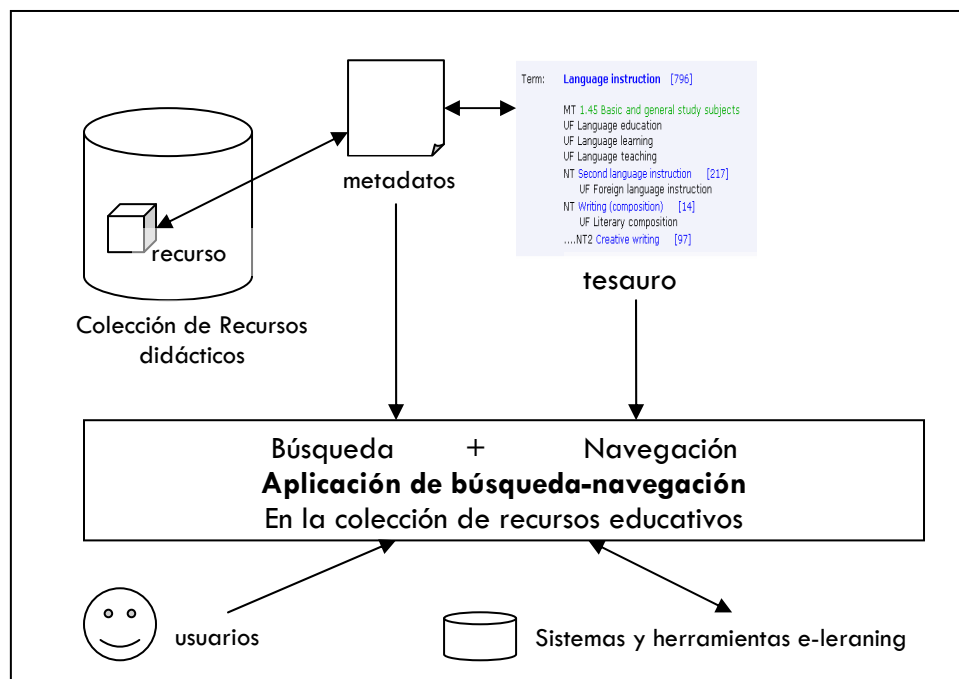 Term: Language instruction [796]
MT 1.45 Basic and general study subjects
UF Language education
UF Language learning
UF Language teaching
NT Second language instruction [217]
UF Foreign language instruction
NT Writing (composition) [14]
UF Literary composition
....NT2 Creative writing [97]
metadatos
recurso
tesauro
Colección de Recursos
didácticos
Búsqueda + Navegación
Aplicación de búsqueda-navegación
En la colección de recursos educativos
usuarios
Sistemas y herramientas e-leraning